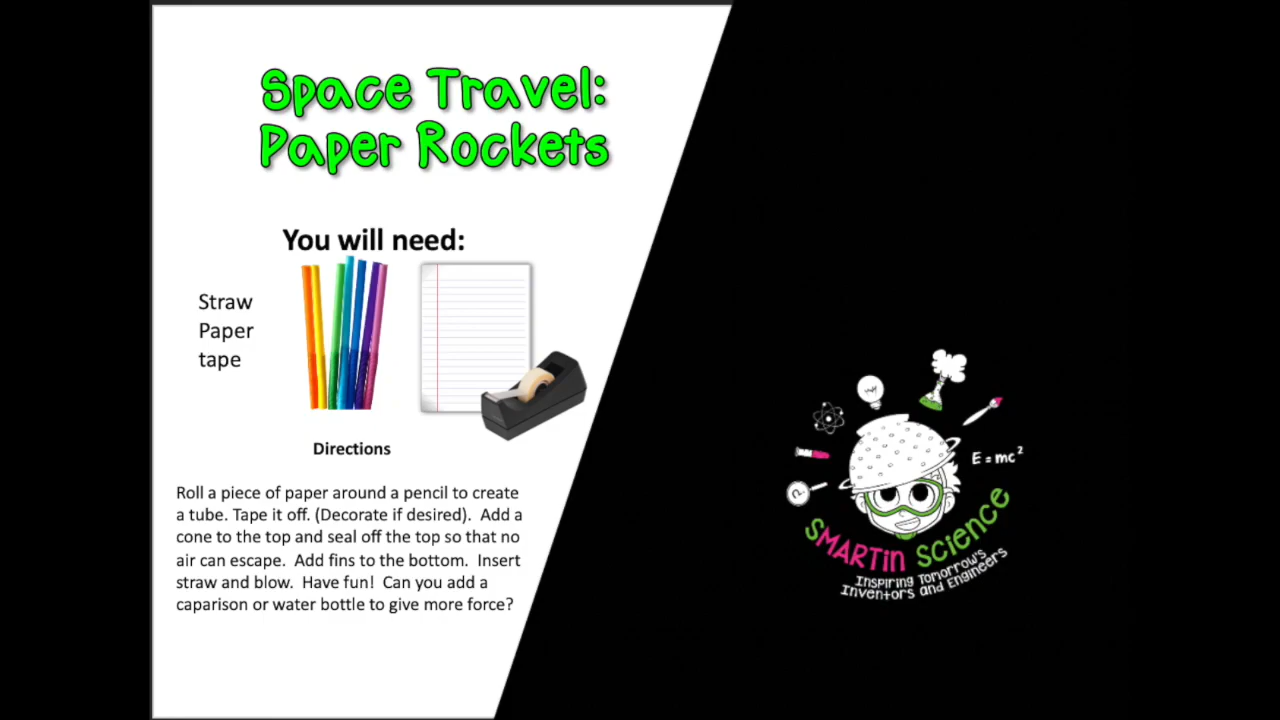 Space Travel:
Paper Rockets
You will need:
Straw
Paper
tape
Directions
Roll a piece of paper around a pencil to create
a tube. Tape it off. (Decorate if desired).  Add a
cone to the top and seal off the top so that no
air can escape.  Add fins to the bottom.  Insert
straw and blow.  Have fun!  Can you add a
caparison or water bottle to give more force?
E = mc²
SMARTin Science
Inspiring Tomorrow's
Inventors and Engineers